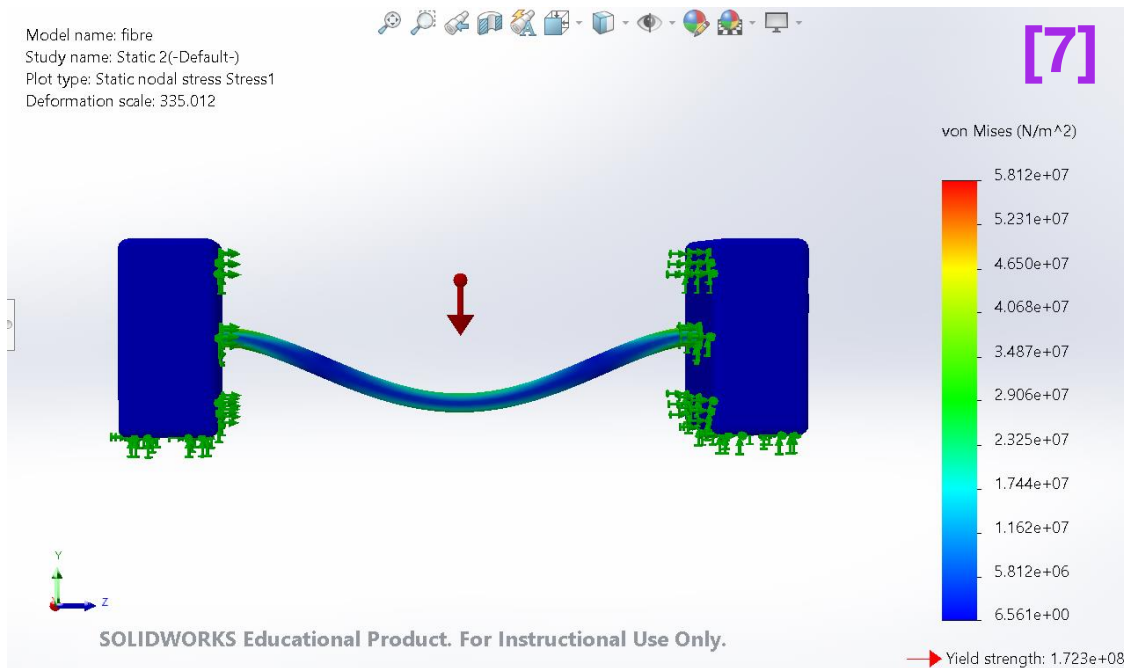 Model name: fibre
Study name: Static 2(-Default-)
Plot type: Static nodal stress Stress1
Deformation scale: 335.012
[7]
von Mises (N/m^2)
5.812e+07
5.231e+07
4.650e+07
4.068e+07
3.487e+07
2.906e+07
2.325e+07
1.744e+07
1.162e+07
5.812e+06
6.561e+00
Yield strength: 1.723e+08
Y
Z
SOLIDWORKS Educational Product. For Instructional Use Only.